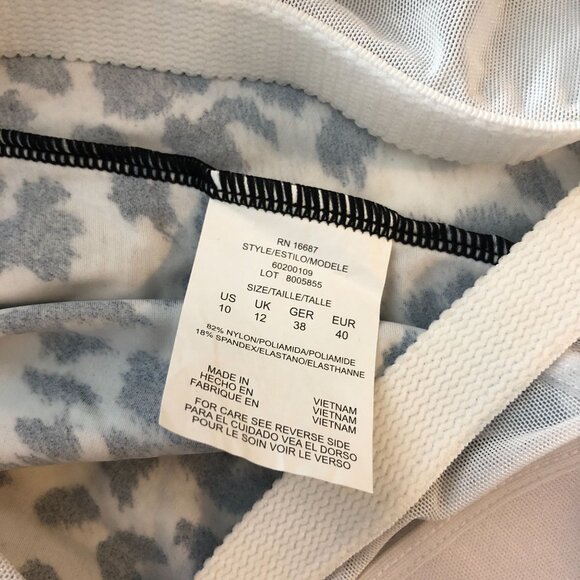 RN 16687
STYLE/ESTILO/MODELE
60200109
LOT 8005855
SIZE/TAILLE/TALLE
US UK GER EUR
10 12 38 40
82% NYLON/POLIAMIDA/POLIAMIDE
18% SPANDEX/ELASTANO/ELASTHANNE
MADE IN VIETNAM
HECHO EN VIETNAM
FABRIQUE EN VIETNAM
FOR CARE SEE REVERSE SIDE
PARA EL CUIDADO VEA EL DORSO
POUR LE SOIN VOIR LE VERSO